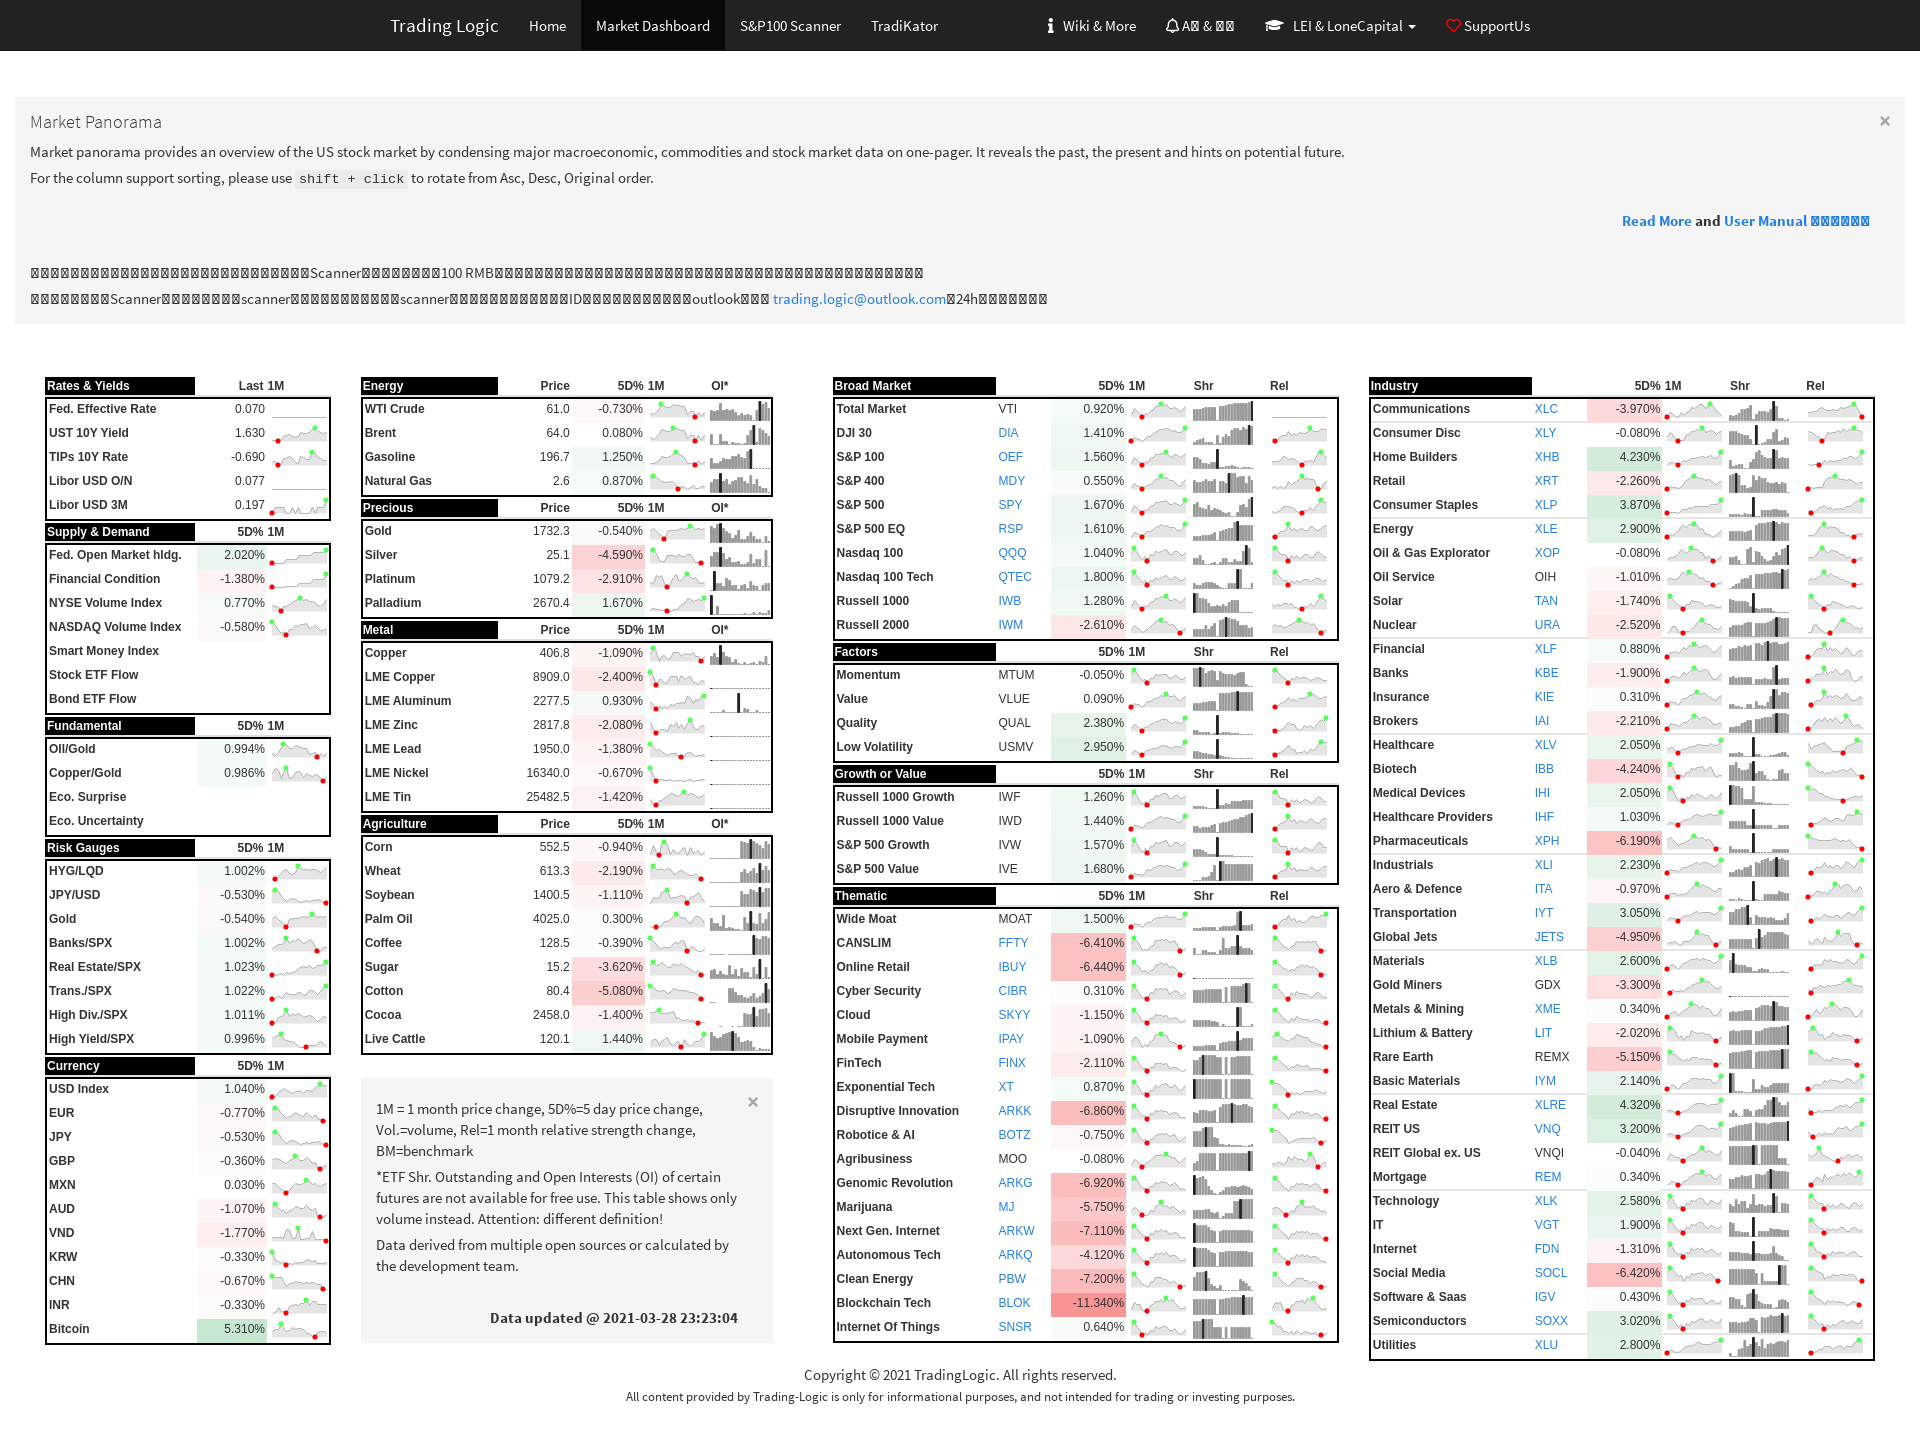 Trading Logic
Home
Market Dashboard
S&P100 Scanner
TradiKator
Wiki & More
LEI & LoneCapital
SupportUs
Market Panorama
×
Market panorama provides an overview of the US stock market by condensing major macroeconomic, commodities and stock market data on one-pager. It reveals the past, the present and hints on potential future.
For the column support sorting, please use shift + click to rotate from Asc, Desc, Original order.
Read More and User Manual
Scanner 100 RMB
Scanner scanner scanner ID outlook trading.logic@outlook.com 24h
Rates & Yields Last 1M
Fed. Effective Rate 0.070
UST 10Y Yield 1.630
TIPs 10Y Rate -0.690
Libor USD O/N 0.077
Libor USD 3M 0.197
Supply & Demand 5D% 1M
Fed. Open Market hldg. 2.020%
Financial Condition -1.380%
NYSE Volume Index 0.770%
NASDAQ Volume Index -0.580%
Smart Money Index
Stock ETF Flow
Bond ETF Flow
Fundamental 5D% 1M
OIl/Gold 0.994%
Copper/Gold 0.986%
Eco. Surprise
Eco. Uncertainty
Risk Gauges 5D% 1M
HYG/LQD 1.002%
JPY/USD -0.530%
Gold -0.540%
Banks/SPX 1.002%
Real Estate/SPX 1.023%
Trans./SPX 1.022%
High Div./SPX 1.011%
High Yield/SPX 0.996%
Currency 5D% 1M
USD Index 1.040%
EUR -0.770%
JPY -0.530%
GBP -0.360%
MXN 0.030%
AUD -1.070%
VND -1.770%
KRW -0.330%
CHN -0.670%
INR -0.330%
Bitcoin 5.310%
Energy Price 5D% 1M OI*
WTI Crude 61.0 -0.730%
Brent 64.0 0.080%
Gasoline 196.7 1.250%
Natural Gas 2.6 0.870%
Precious Price 5D% 1M OI*
Gold 1732.3 -0.540%
Silver 25.1 -4.590%
Platinum 1079.2 -2.910%
Palladium 2670.4 1.670%
Metal Price 5D% 1M OI*
Copper 406.8 -1.090%
LME Copper 8909.0 -2.400%
LME Aluminum 2277.5 0.930%
LME Zinc 2817.8 -2.080%
LME Lead 1950.0 -1.380%
LME Nickel 16340.0 -0.670%
LME Tin 25482.5 -1.420%
Agriculture Price 5D% 1M OI*
Corn 552.5 -0.940%
Wheat 613.3 -2.190%
Soybean 1400.5 -1.110%
Palm Oil 4025.0 0.300%
Coffee 128.5 -0.390%
Sugar 15.2 -3.620%
Cotton 80.4 -5.080%
Cocoa 2458.0 -1.400%
Live Cattle 120.1 1.440%
×
1M = 1 month price change, 5D%=5 day price change,
Vol.=volume, Rel=1 month relative strength change,
BM=benchmark
*ETF Shr. Outstanding and Open Interests (OI) of certain
futures are not available for free use. This table shows only
volume instead. Attention: different definition!
Data derived from multiple open sources or calculated by
the development team.
Data updated @ 2021-03-28 23:23:04
Broad Market 5D% 1M Shr Rel
Total Market VTI 0.920%
DJI 30 DIA 1.410%
S&P 100 OEF 1.560%
S&P 400 MDY 0.550%
S&P 500 SPY 1.670%
S&P 500 EQ RSP 1.610%
Nasdaq 100 QQQ 1.040%
Nasdaq 100 Tech QTEC 1.800%
Russell 1000 IWB 1.280%
Russell 2000 IWM -2.610%
Factors 5D% 1M Shr Rel
Momentum MTUM -0.050%
Value VLUE 0.090%
Quality QUAL 2.380%
Low Volatility USMV 2.950%
Growth or Value 5D% 1M Shr Rel
Russell 1000 Growth IWF 1.260%
Russell 1000 Value IWD 1.440%
S&P 500 Growth IVW 1.570%
S&P 500 Value IVE 1.680%
Thematic 5D% 1M Shr Rel
Wide Moat MOAT 1.500%
CANSLIM FFTY -6.410%
Online Retail IBUY -6.440%
Cyber Security CIBR 0.310%
Cloud SKYY -1.150%
Mobile Payment IPAY -1.090%
FinTech FINX -2.110%
Exponential Tech XT 0.870%
Disruptive Innovation ARKK -6.860%
Robotice & AI BOTZ -0.750%
Agribusiness MOO -0.080%
Genomic Revolution ARKG -6.920%
Marijuana MJ -5.750%
Next Gen. Internet ARKW -7.110%
Autonomous Tech ARKQ -4.120%
Clean Energy PBW -7.200%
Blockchain Tech BLOK -11.340%
Internet Of Things SNSR 0.640%
Industry 5D% 1M Shr Rel
Communications XLC -3.970%
Consumer Disc XLY -0.080%
Home Builders XHB 4.230%
Retail XRT -2.260%
Consumer Staples XLP 3.870%
Energy XLE 2.900%
Oil & Gas Explorator XOP -0.080%
Oil Service OIH -1.010%
Solar TAN -1.740%
Nuclear URA -2.520%
Financial XLF 0.880%
Banks KBE -1.900%
Insurance KIE 0.310%
Brokers IAI -2.210%
Healthcare XLV 2.050%
Biotech IBB -4.240%
Medical Devices IHI 2.050%
Healthcare Providers IHF 1.030%
Pharmaceuticals XPH -6.190%
Industrials XLI 2.230%
Aero & Defence ITA -0.970%
Transportation IYT 3.050%
Global Jets JETS -4.950%
Materials XLB 2.600%
Gold Miners GDX -3.300%
Metals & Mining XME 0.340%
Lithium & Battery LIT -2.020%
Rare Earth REMX -5.150%
Basic Materials IYM 2.140%
Real Estate XLRE 4.320%
REIT US VNQ 3.200%
REIT Global ex. US VNQI -0.040%
Mortgage REM 0.340%
Technology XLK 2.580%
IT VGT 1.900%
Internet FDN -1.310%
Social Media SOCL -6.420%
Software & Saas IGV 0.430%
Semiconductors SOXX 3.020%
Utilities XLU 2.800%
Copyright © 2021 TradingLogic. All rights reserved.
All content provided by Trading-Logic is only for informational purposes, and not intended for trading or investing purposes.